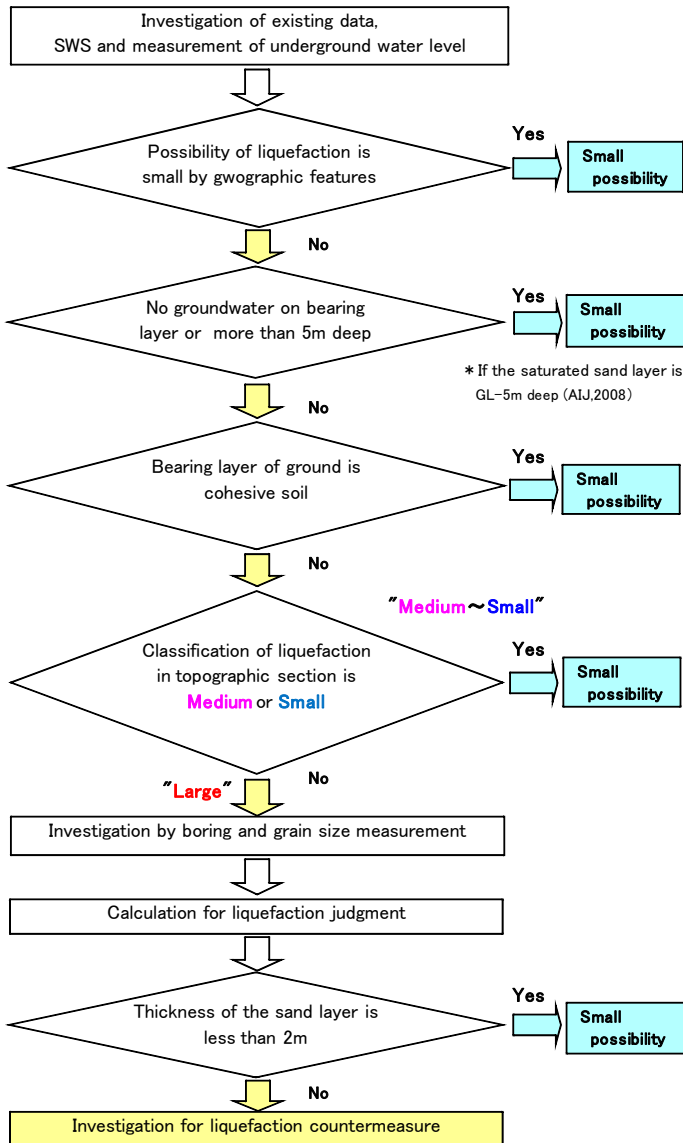 Investigation of existing data,
SWS and measurement of underground water level
Yes
Possibility of liquefaction is
small by gwographic features
Small
possibility
No
Yes
No groundwater on bearing
layer or more than 5m deep
Small
possibility
* If the saturated sand layer is
GL-5m deep (AIJ,2008)
No
Yes
Bearing layer of ground is
cohesive soil
Small
possibility
No
"Medium～Small"
Yes
Classification of liquefaction
in topographic section is
Medium or Small
Small
possibility
No
"Large"
Investigation by boring and grain size measurement
Calculation for liquefaction judgment
Yes
Thickness of the sand layer is
less than 2m
Small
possibility
No
Investigation for liquefaction countermeasure